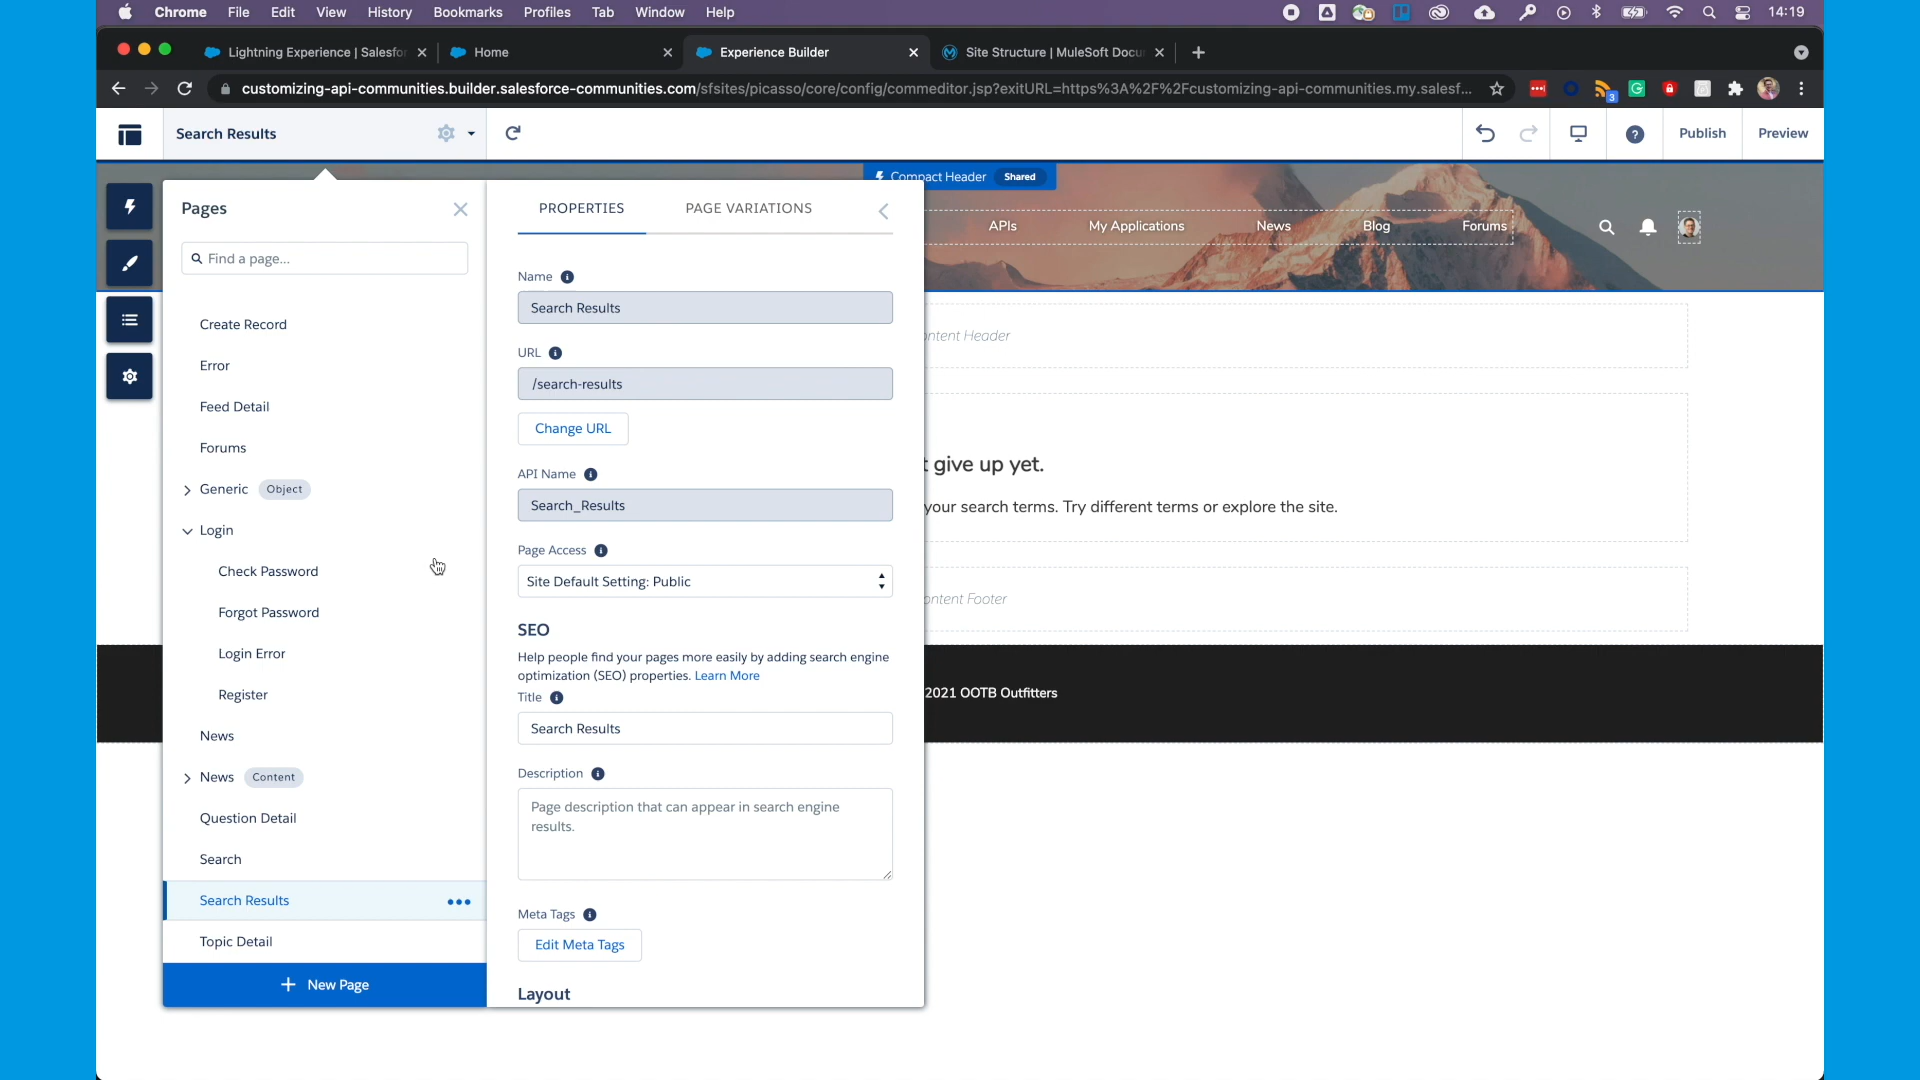 Chrome File Edit View History Bookmarks Profiles Tab Window Help 14:19
Lightning Experience | Salesfor Home Experience Builder Site Structure | MuleSoft Docu
customizing-api-communities.builder.salesforce-communities.com/sfsites/picasso/core/config/commeditor.jsp?exitURL=https%3A%2F%2Fcustomizing-api-communities.my.salesf...
3
Search Results Publish Preview
Compact Header Shared
APIs My Applications News Blog Forums
Pages
Find a page...
Create Record
Error
Feed Detail
Forums
Generic Object
Login
Check Password
Forgot Password
Login Error
Register
News
News Content
Question Detail
Search
Search Results
Topic Detail
New Page
PROPERTIES PAGE VARIATIONS
Name
Search Results
URL
/search-results
Change URL
API Name
Search_Results
Page Access
Site Default Setting: Public
SEO
Help people find your pages more easily by adding search engine
optimization (SEO) properties. Learn More
Title
Search Results
Description
Page description that can appear in search engine
results.
Meta Tags
Edit Meta Tags
Layout
ntent Header
t give up yet.
your search terms. Try different terms or explore the site.
ontent Footer
2021 OOTB Outfitters